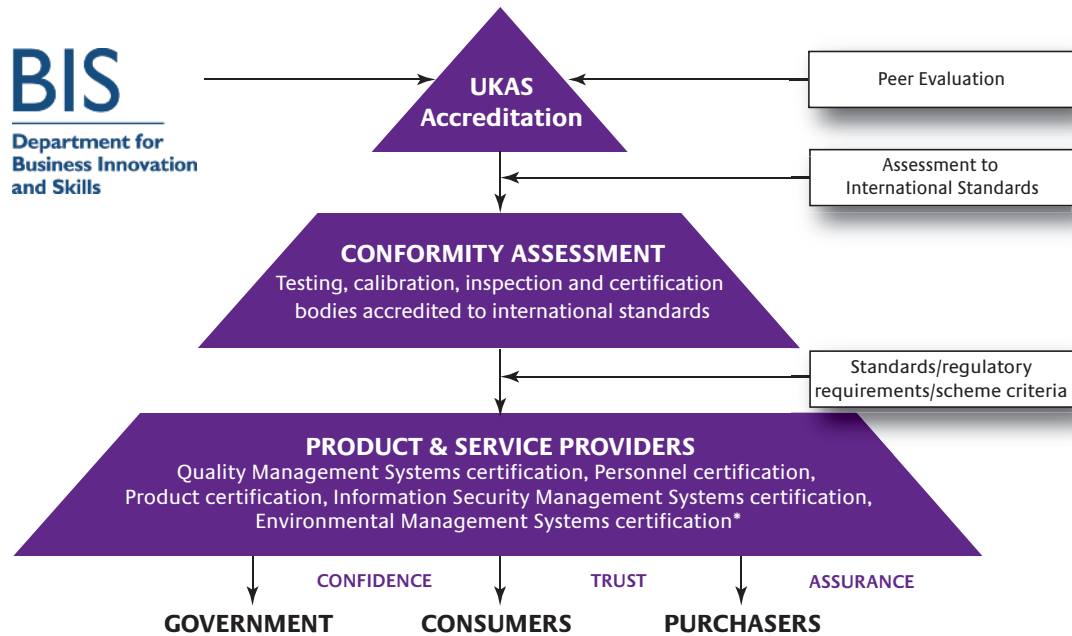 BIS
Department for
Business Innovation
and Skills
UKAS
Accreditation
Peer Evaluation
Assessment to
International Standards
CONFORMITY ASSESSMENT
Testing, calibration, inspection and certification
bodies accredited to international standards
Standards/regulatory
requirements/scheme criteria
PRODUCT & SERVICE PROVIDERS
Quality Management Systems certification, Personnel certification,
Product certification, Information Security Management Systems certification,
Environmental Management Systems certification*
CONFIDENCE TRUST ASSURANCE
GOVERNMENT CONSUMERS PURCHASERS